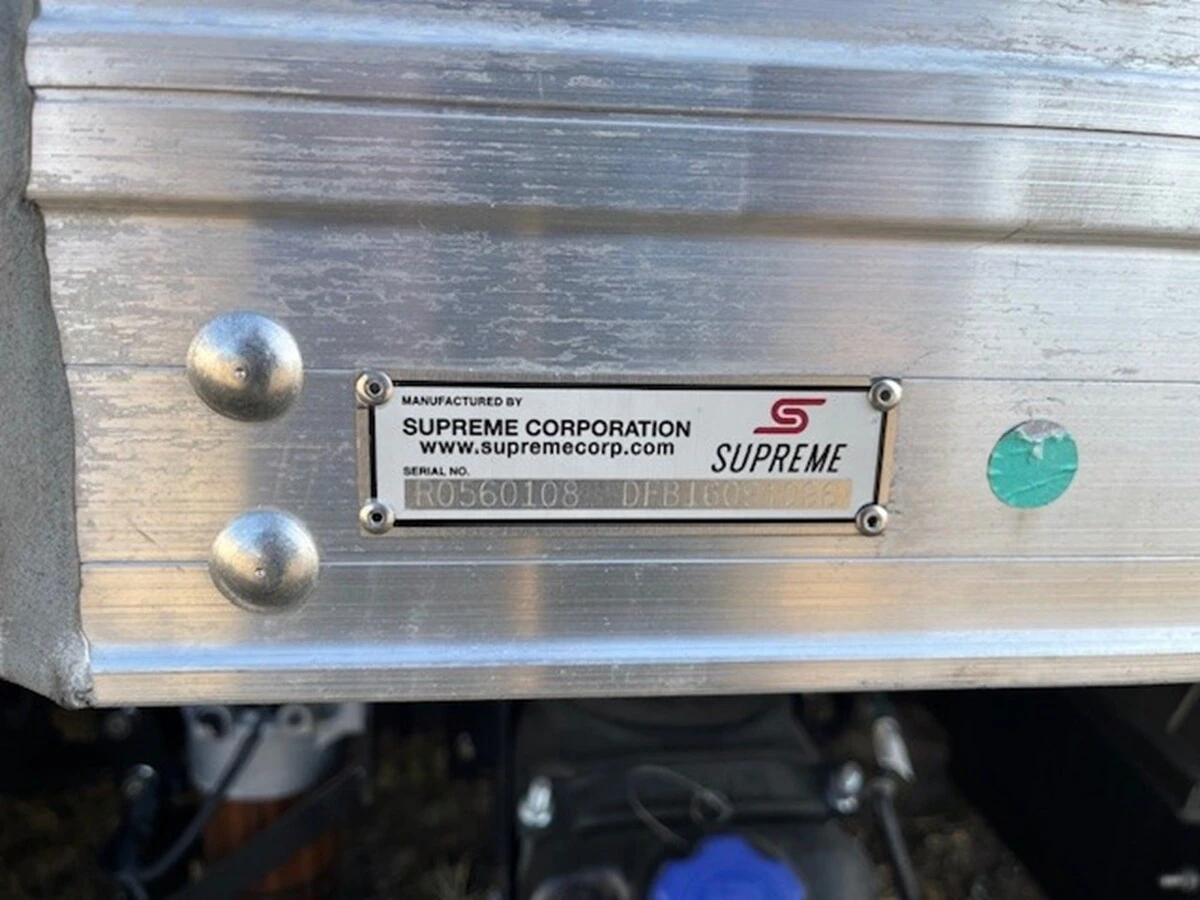 MANUFACTURED BY
SUPREME CORPORATION
www.supremecorp.com
SUPREME
SERIAL NO.
R0560108